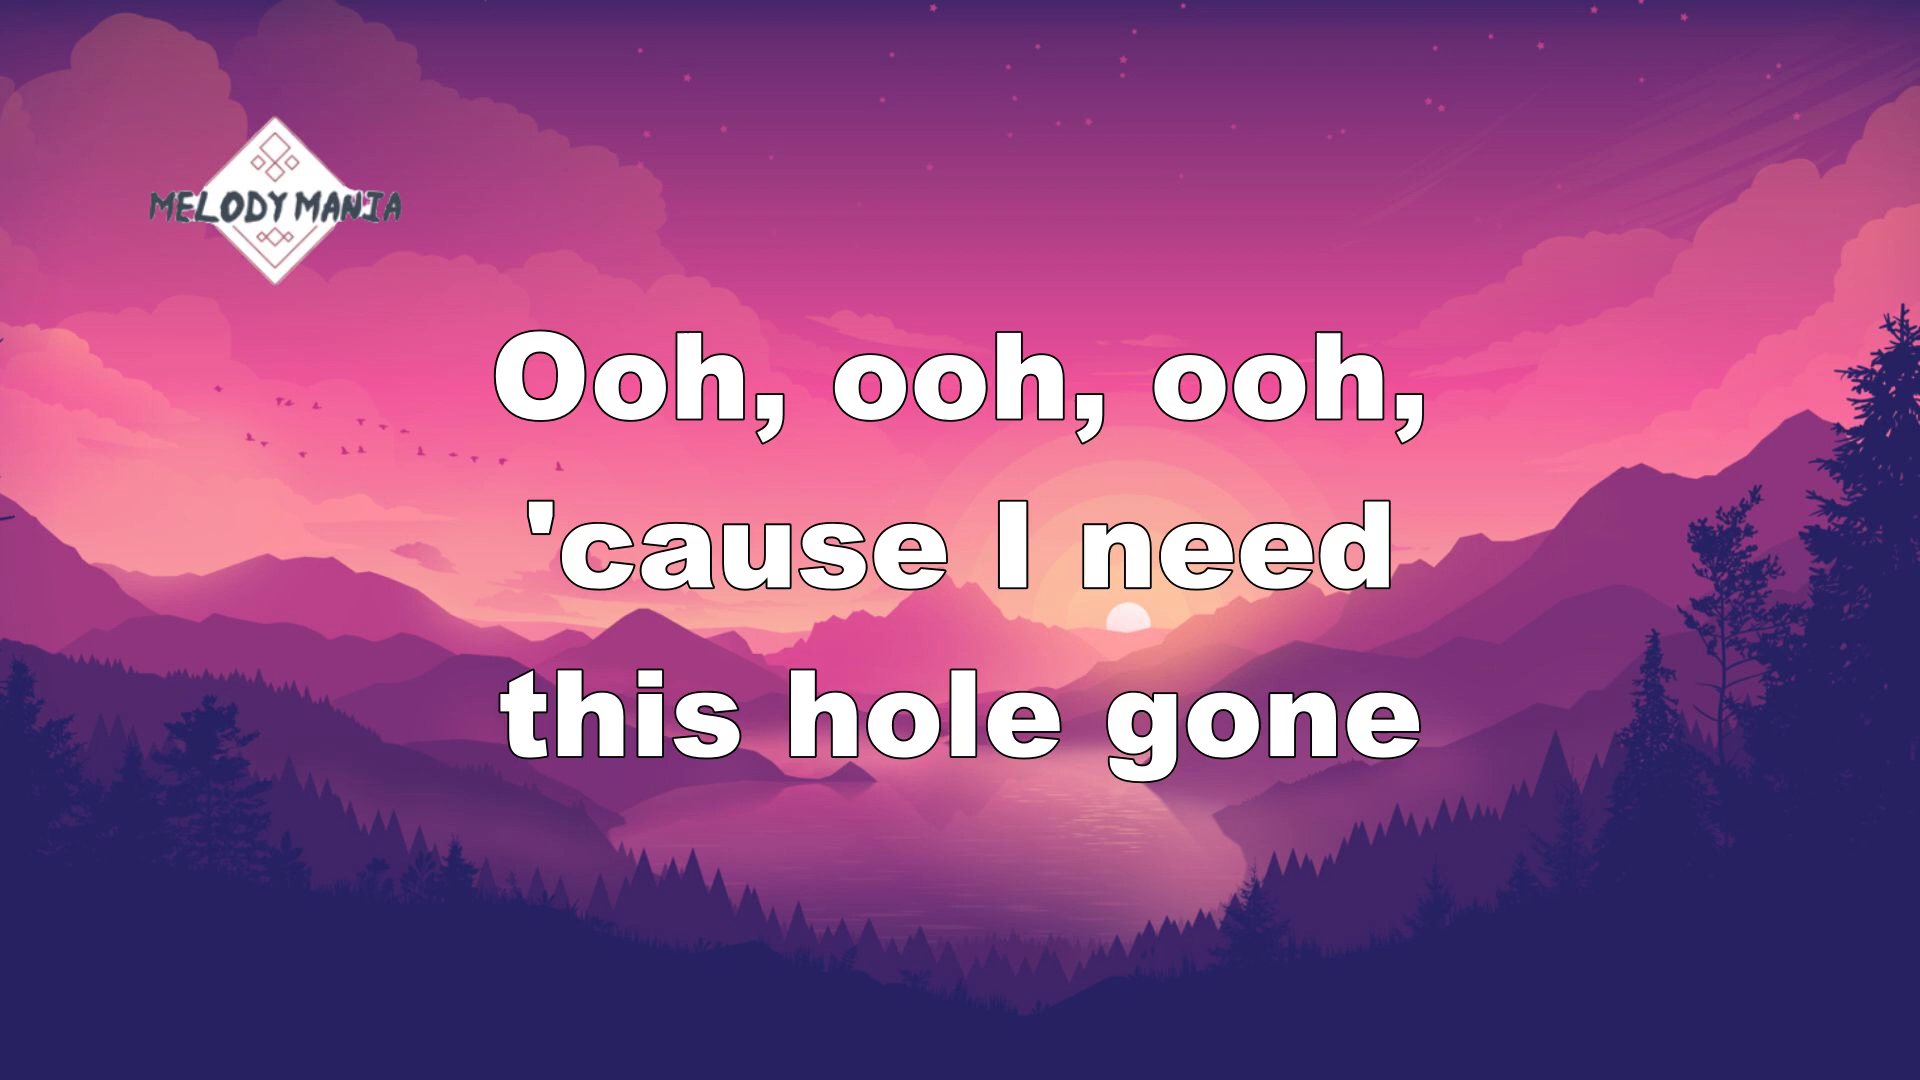 MELODY MANIA
Ooh, ooh, ooh,
'cause I need
this hole gone